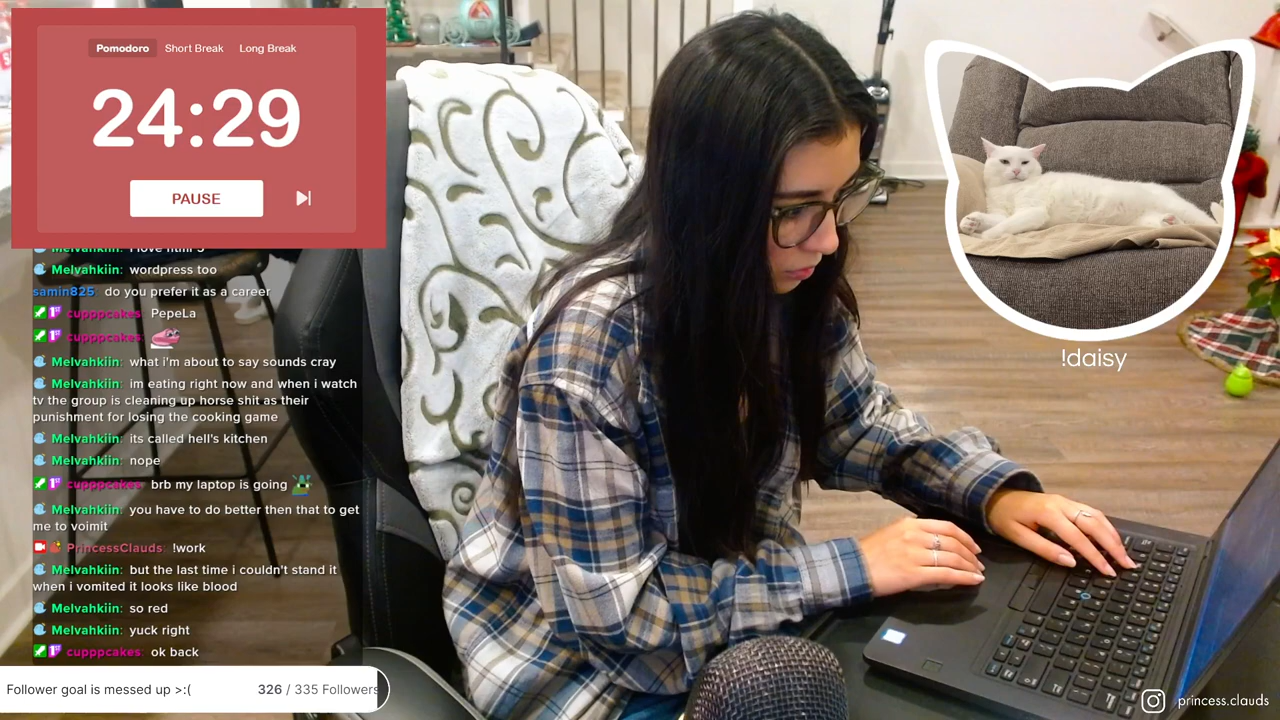 Pomodoro Short Break Long Break
24:29
PAUSE
Melvahkiin: i love html 5
Melvahkiin: wordpress too
samin825 do you prefer it as a career
cupppcakes: PepeLa
cupppcakes:
Melvahkiin: what i'm about to say sounds cray
Melvahkiin: im eating right now and when i watch
tv the group is cleaning up horse shit as their
punishment for losing the cooking game
Melvahkiin: its called hell's kitchen
Melvahkiin: nope
cupppcakes: brb my laptop is going
Melvahkiin: you have to do better then that to get
me to voimit
PrincessClauds: !work
Melvahkiin: but the last time i couldn't stand it
when i vomited it looks like blood
Melvahkiin: so red
Melvahkiin: yuck right
cupppcakes: ok back
Follower goal is messed up >:( 326 / 335 Followers
!daisy
princess.clauds